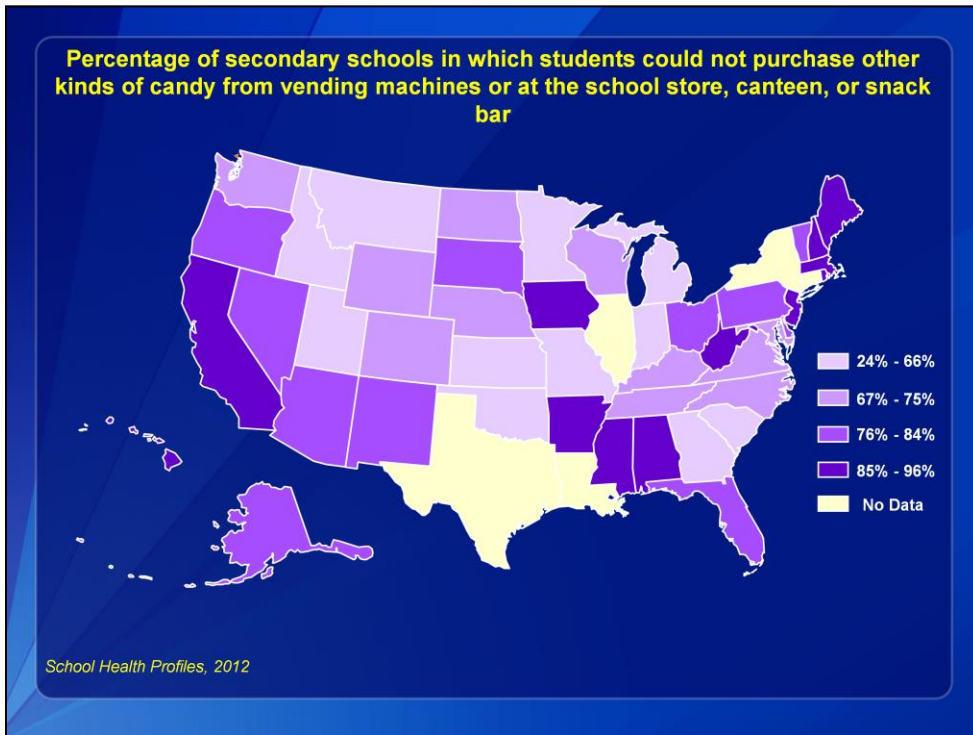 Percentage of secondary schools in which students could not purchase other
kinds of candy from vending machines or at the school store, canteen, or snack
bar
24% - 66%
67% - 75%
76% - 84%
85% - 96%
No Data
School Health Profiles, 2012